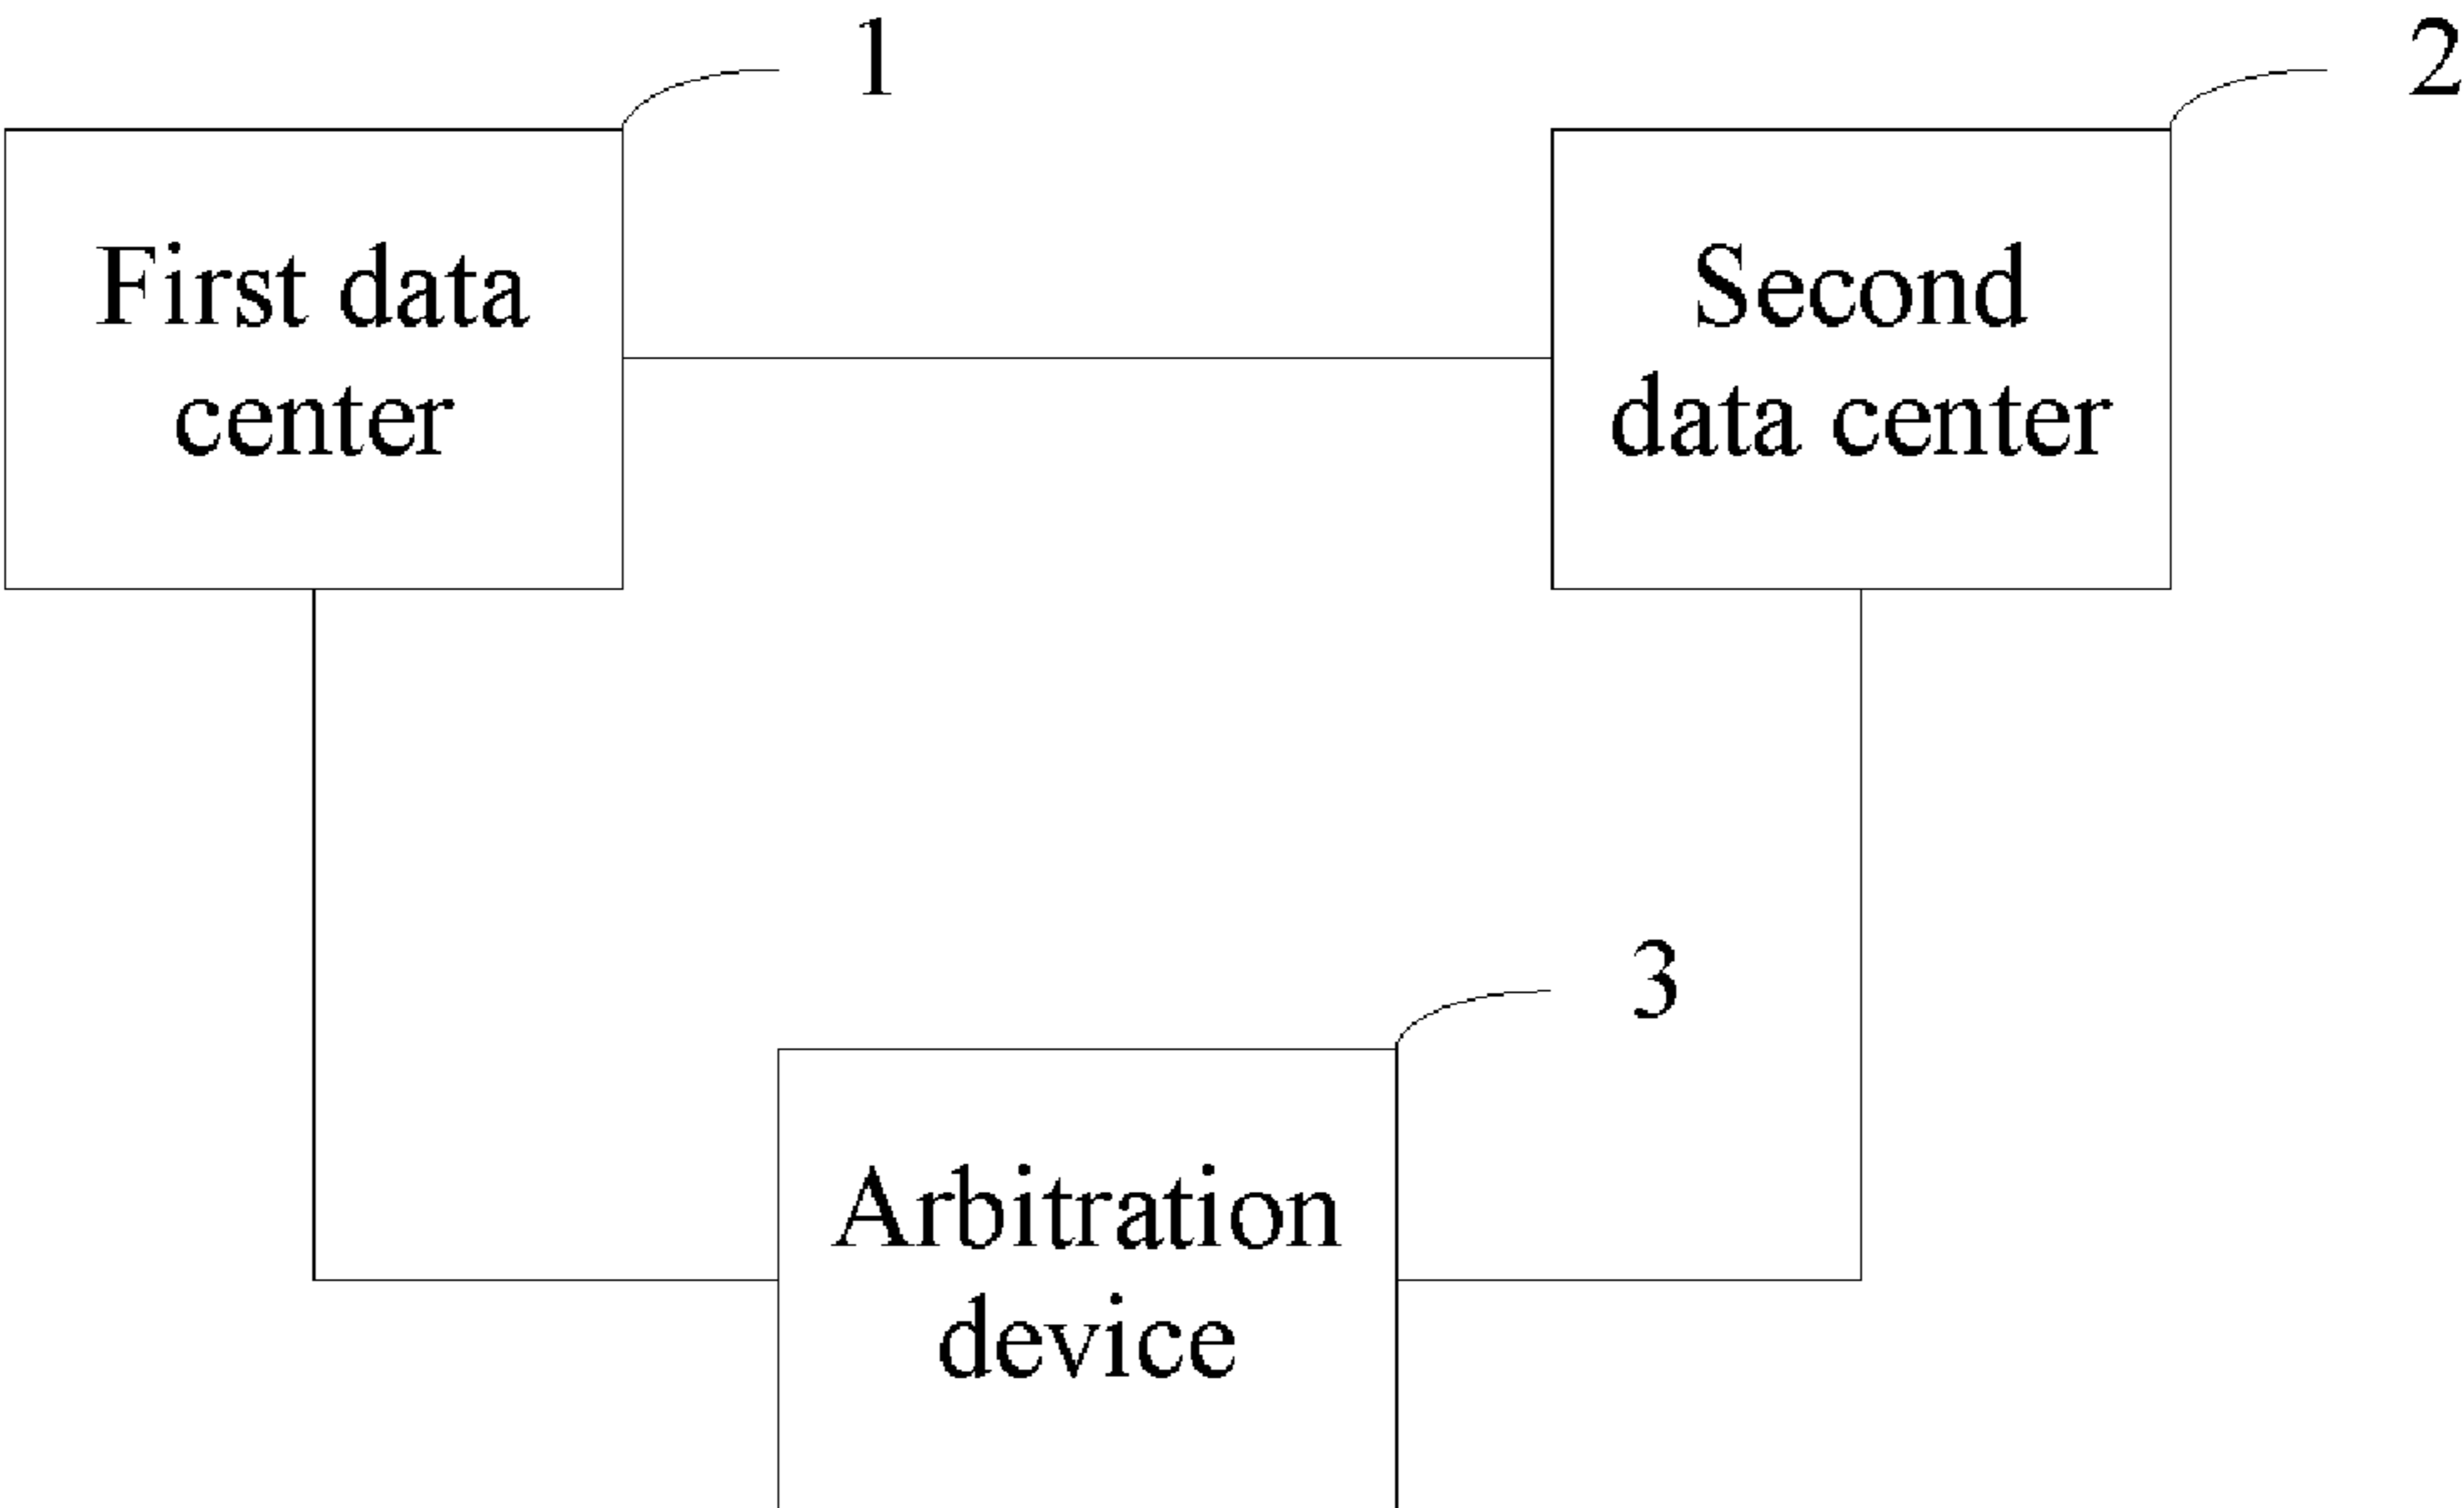 1
2
First data
center
Second
data center
3
Arbitration
device